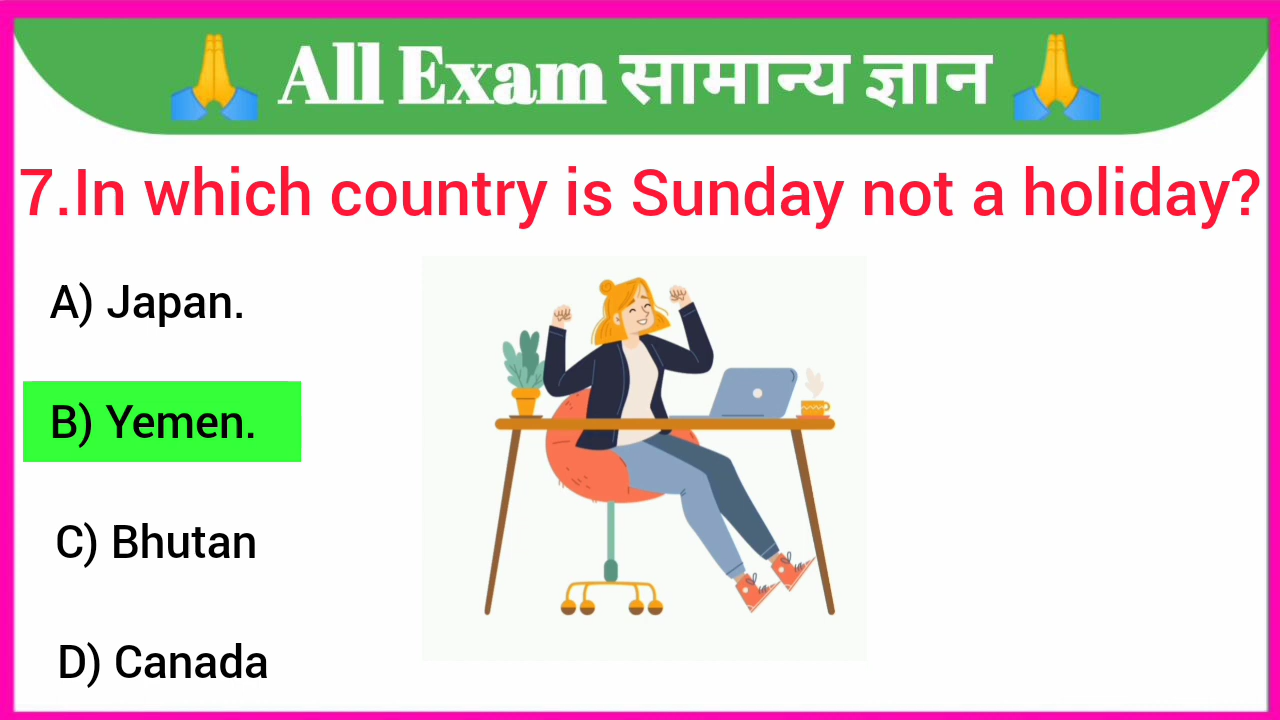 🙏 All Exam सामान्य ज्ञान 🙏
7.In which country is Sunday not a holiday?
A) Japan.
B) Yemen.
C) Bhutan
D) Canada